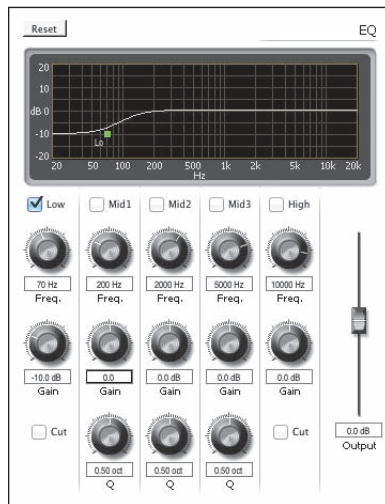 Reset EQ
20
10
dB 0
-10
-20
Lo
20 50 100 200 500 1k 2k 5k 10k 20k
Hz
Low Mid1 Mid2 Mid3 High
70 Hz 200 Hz 2000 Hz 5000 Hz 10000 Hz
Freq. Freq. Freq. Freq. Freq.
-10.0 dB 0.0 0.0 dB 0.0 dB 0.0 dB
Gain Gain Gain Gain Gain
Cut Cut
0.0 dB
Output
0.50 oct 0.50 oct 0.50 oct
Q Q Q